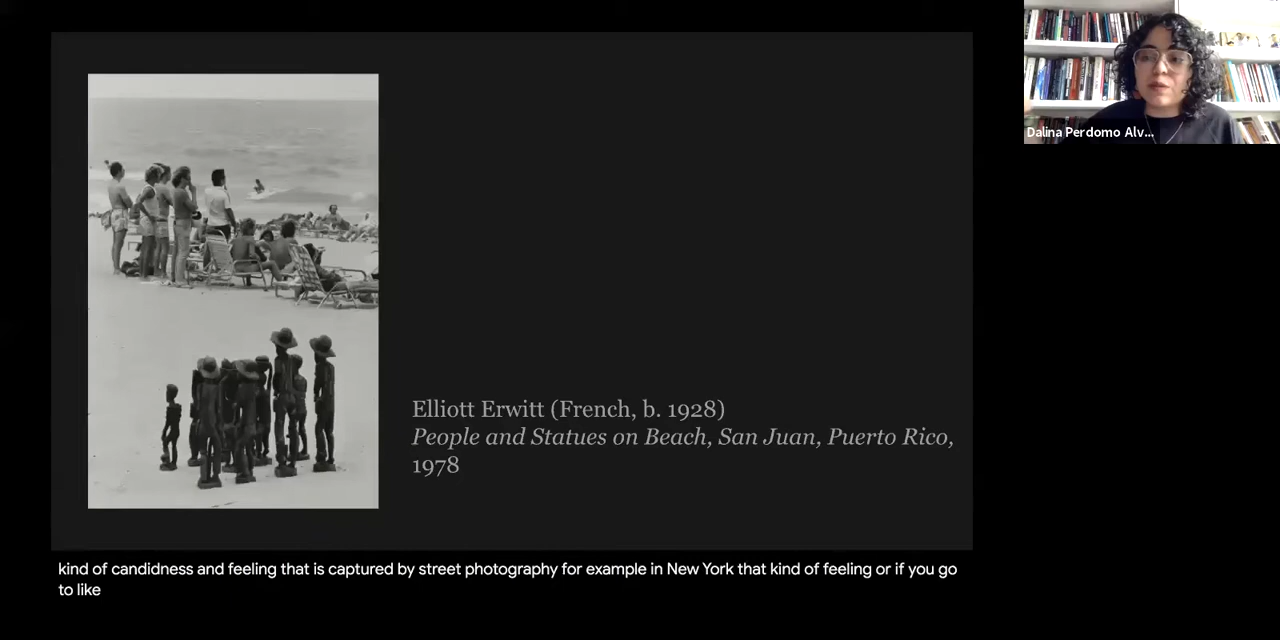 Dalina Perdomo Alv...
Elliott Erwitt (French, b. 1928)
People and Statues on Beach, San Juan, Puerto Rico,
1978
kind of candidness and feeling that is captured by street photography for example in New York that kind of feeling or if you go
to like